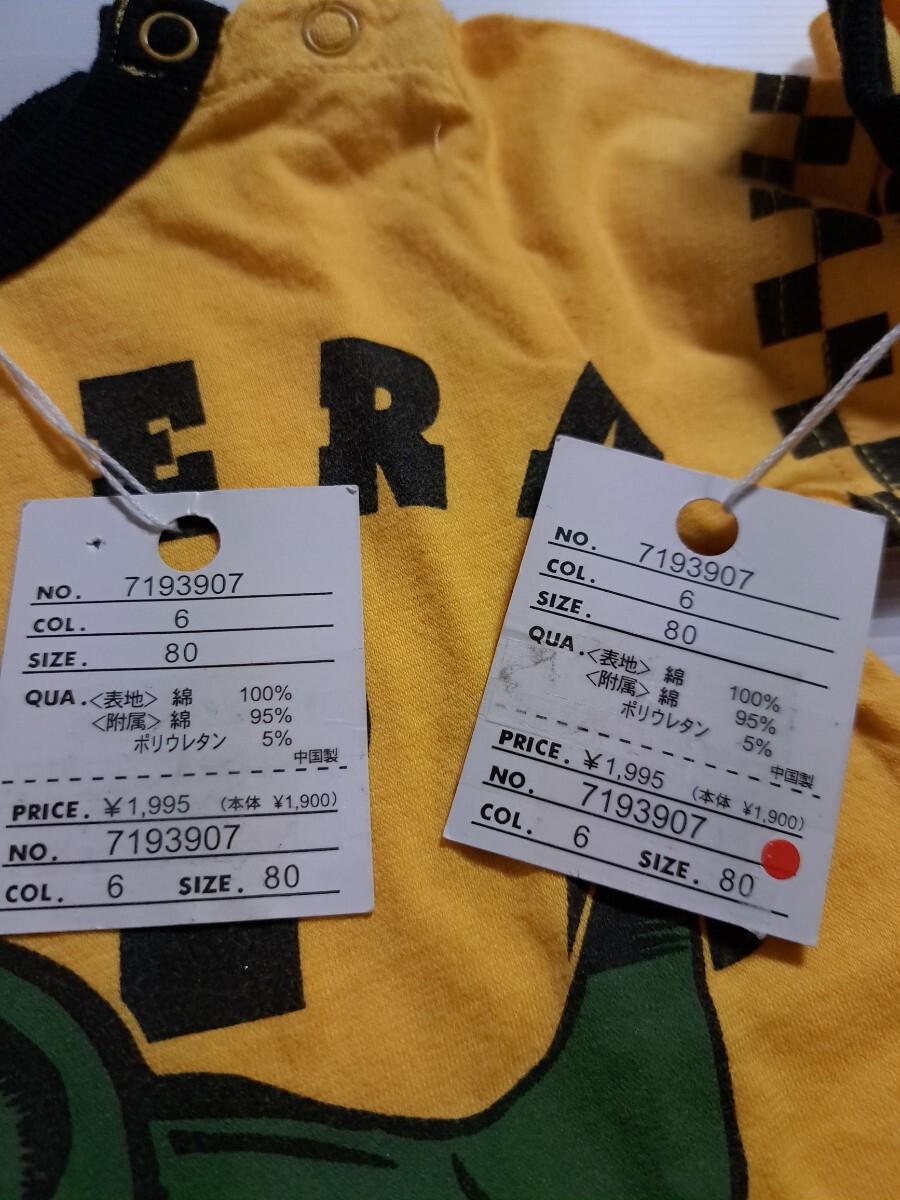 ERA
NO. 7193907
COL. 6
SIZE. 80
QUA.〈表地〉 綿 100%
〈附属〉 綿 95%
ポリウレタン 5%
中国製
PRICE. ¥1,995 (本体 ¥1,900)
NO. 7193907
COL. 6 SIZE. 80
NO. 7193907
COL. 6
SIZE. 80
QUA.〈表地〉 綿 100%
〈附属〉 綿 95%
ポリウレタン 5%
中国製
PRICE. ¥1,995 (本体 ¥1,900)
NO. 7193907
COL. 6 SIZE. 80